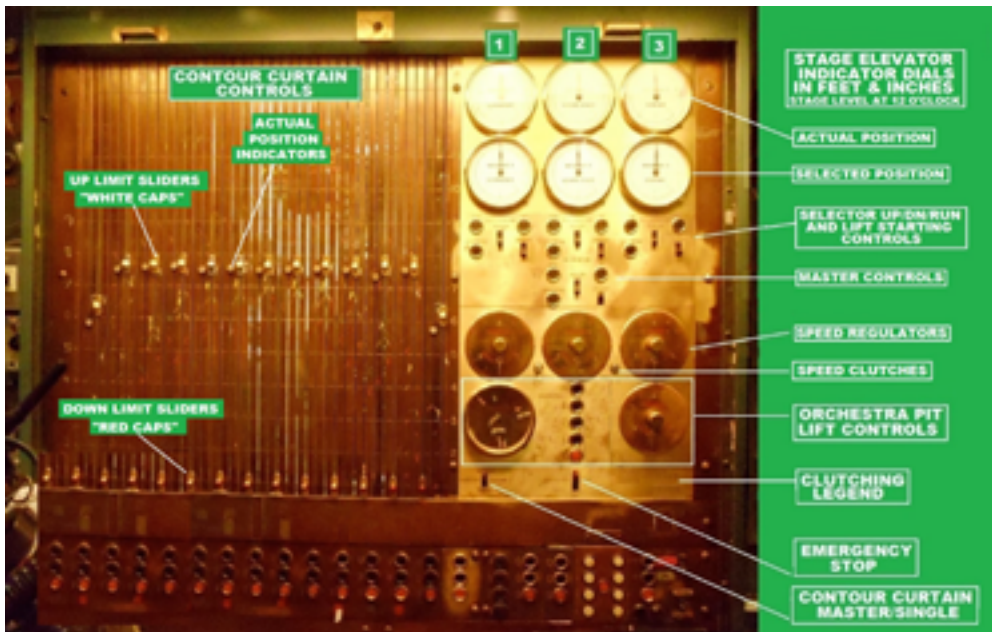 1 2 3
CONTOUR CURTAIN
CONTROLS
ACTUAL
POSITION
INDICATORS
UP LIMIT SLIDERS
"WHITE CAPS"
DOWN LIMIT SLIDERS
"RED CAPS"
STAGE ELEVATOR
INDICATOR DIALS
IN FEET & INCHES
STAGE LEVEL AT 12 O'CLOCK
ACTUAL POSITION
SELECTED POSITION
SELECTOR UP/DN/RUN
AND LIFT STARTING
CONTROLS
MASTER CONTROLS
SPEED REGULATORS
SPEED CLUTCHES
ORCHESTRA PIT
LIFT CONTROLS
CLUTCHING
LEGEND
EMERGENCY
STOP
CONTOUR CURTAIN
MASTER/SINGLE